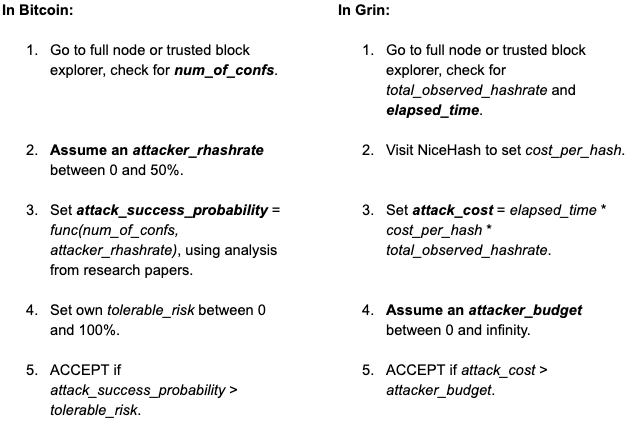 In Bitcoin:
1. Go to full node or trusted block
explorer, check for num_of_confs.
2. Assume an attacker_rhashrate
between 0 and 50%.
3. Set attack_success_probability =
func(num_of_confs,
attacker_rhashrate), using analysis
from research papers.
4. Set own tolerable_risk between 0
and 100%.
5. ACCEPT if
attack_success_probability >
tolerable_risk.
In Grin:
1. Go to full node or trusted block
explorer, check for
total_observed_hashrate and
elapsed_time.
2. Visit NiceHash to set cost_per_hash.
3. Set attack_cost = elapsed_time *
cost_per_hash *
total_observed_hashrate.
4. Assume an attacker_budget
between 0 and infinity.
5. ACCEPT if attack_cost >
attacker_budget.